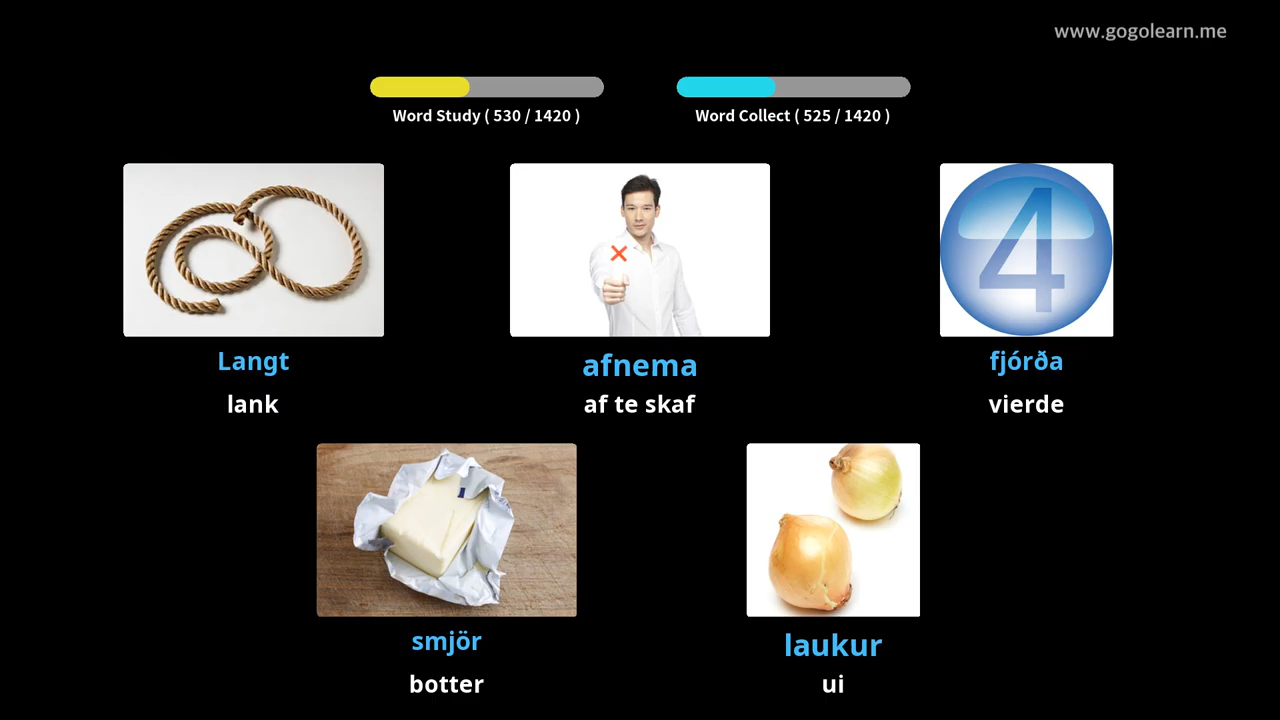 www.gogolearn.me
Word Study ( 530 / 1420 )
Word Collect ( 525 / 1420 )
4
Langt
lank
afnema
af te skaf
fjórða
vierde
smjör
botter
laukur
ui